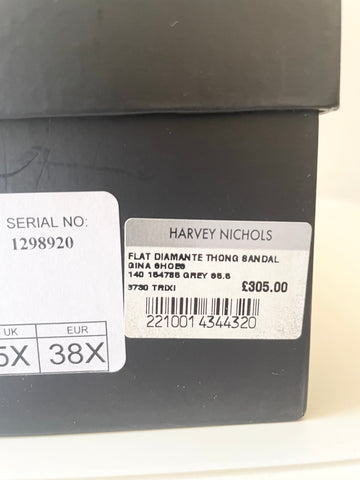 SERIAL NO:
1298920
UK EUR
5X 38X
HARVEY NICHOLS
FLAT DIAMANTE THONG SANDAL
GINA SHOES
140 154735 GREY 35.5
3730 TRIXI £305.00
221001 4344320